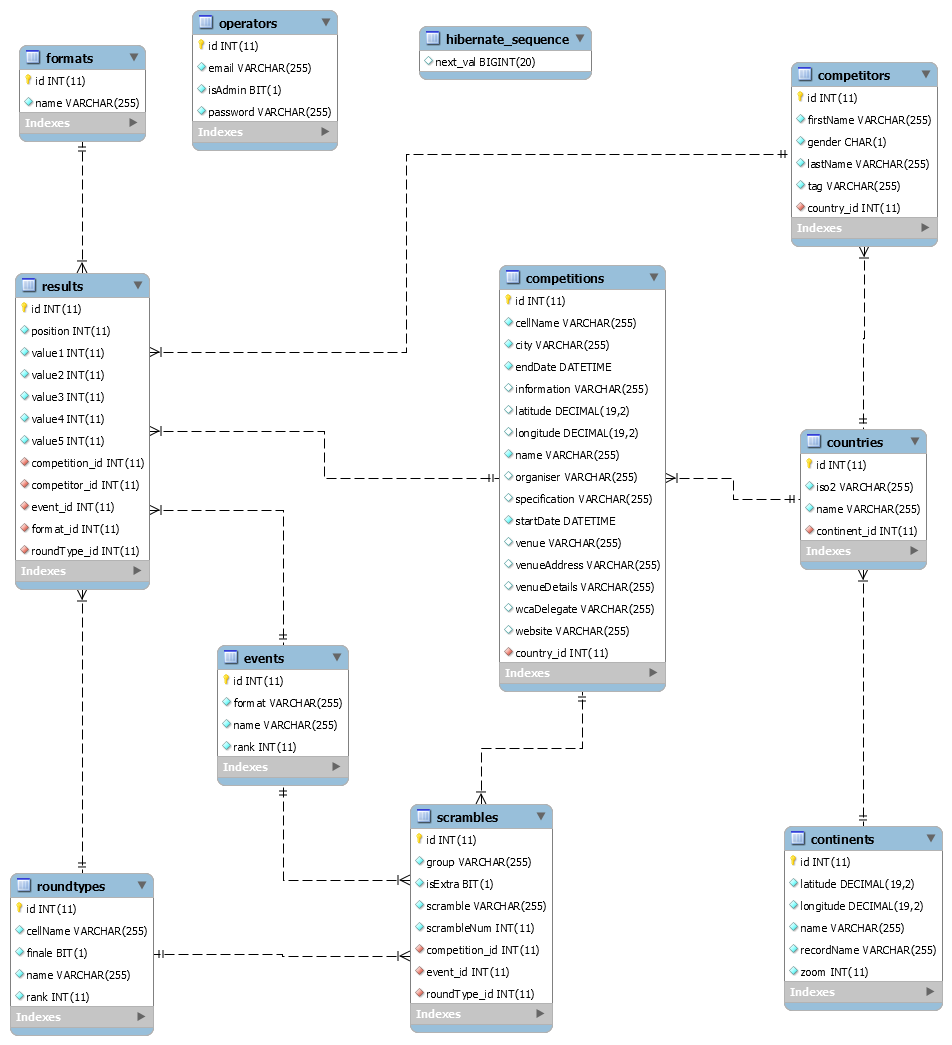 formats
id INT(11)
name VARCHAR(255)
Indexes
operators
id INT(11)
email VARCHAR(255)
isAdmin BIT(1)
password VARCHAR(255)
Indexes
hibernate_sequence
next_val BIGINT(20)
competitors
id INT(11)
firstName VARCHAR(255)
gender CHAR(1)
lastName VARCHAR(255)
tag VARCHAR(255)
country_id INT(11)
Indexes
results
id INT(11)
position INT(11)
value1 INT(11)
value2 INT(11)
value3 INT(11)
value4 INT(11)
value5 INT(11)
competition_id INT(11)
competitor_id INT(11)
event_id INT(11)
format_id INT(11)
roundType_id INT(11)
Indexes
competitions
id INT(11)
cellName VARCHAR(255)
city VARCHAR(255)
endDate DATETIME
information VARCHAR(255)
latitude DECIMAL(19,2)
longitude DECIMAL(19,2)
name VARCHAR(255)
organiser VARCHAR(255)
specification VARCHAR(255)
startDate DATETIME
venue VARCHAR(255)
venueAddress VARCHAR(255)
venueDetails VARCHAR(255)
wcaDelegate VARCHAR(255)
website VARCHAR(255)
country_id INT(11)
Indexes
countries
id INT(11)
iso2 VARCHAR(255)
name VARCHAR(255)
continent_id INT(11)
Indexes
events
id INT(11)
format VARCHAR(255)
name VARCHAR(255)
rank INT(11)
Indexes
scrambles
id INT(11)
group VARCHAR(255)
isExtra BIT(1)
scramble VARCHAR(255)
scrambleNum INT(11)
competition_id INT(11)
event_id INT(11)
roundType_id INT(11)
Indexes
continents
id INT(11)
latitude DECIMAL(19,2)
longitude DECIMAL(19,2)
name VARCHAR(255)
recordName VARCHAR(255)
zoom INT(11)
Indexes
roundtypes
id INT(11)
cellName VARCHAR(255)
finale BIT(1)
name VARCHAR(255)
rank INT(11)
Indexes